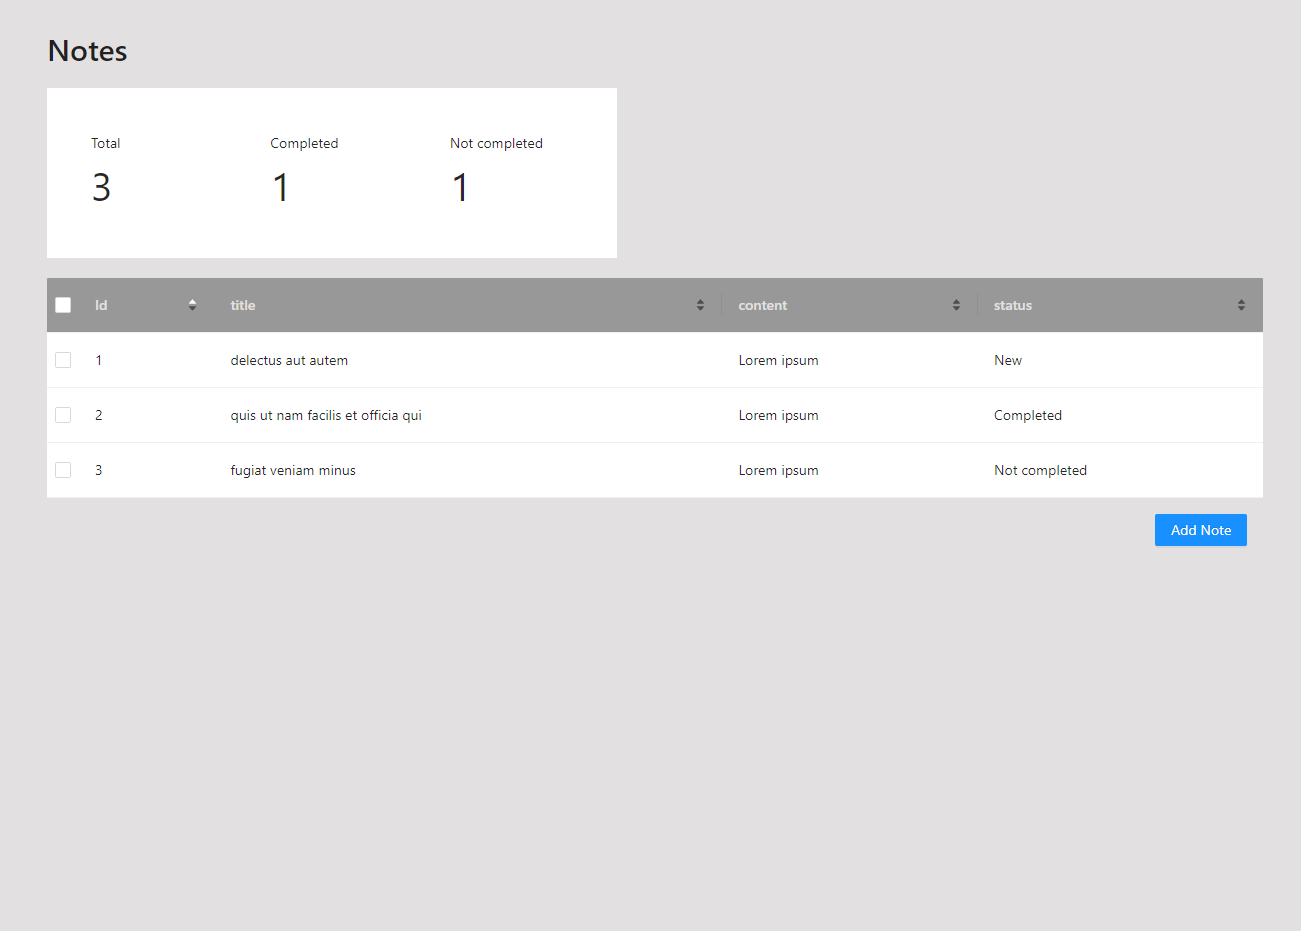 Notes
Total Completed Not completed
3 1 1
Id title content status
1 delectus aut autem Lorem ipsum New
2 quis ut nam facilis et officia qui Lorem ipsum Completed
3 fugiat veniam minus Lorem ipsum Not completed
Add Note